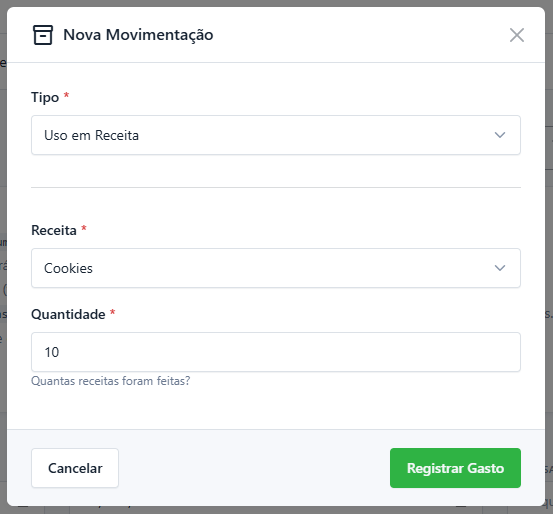 Nova Movimentação
Tipo *
Uso em Receita
Receita *
Cookies
Quantidade *
10
Quantas receitas foram feitas?
Cancelar
Registrar Gasto